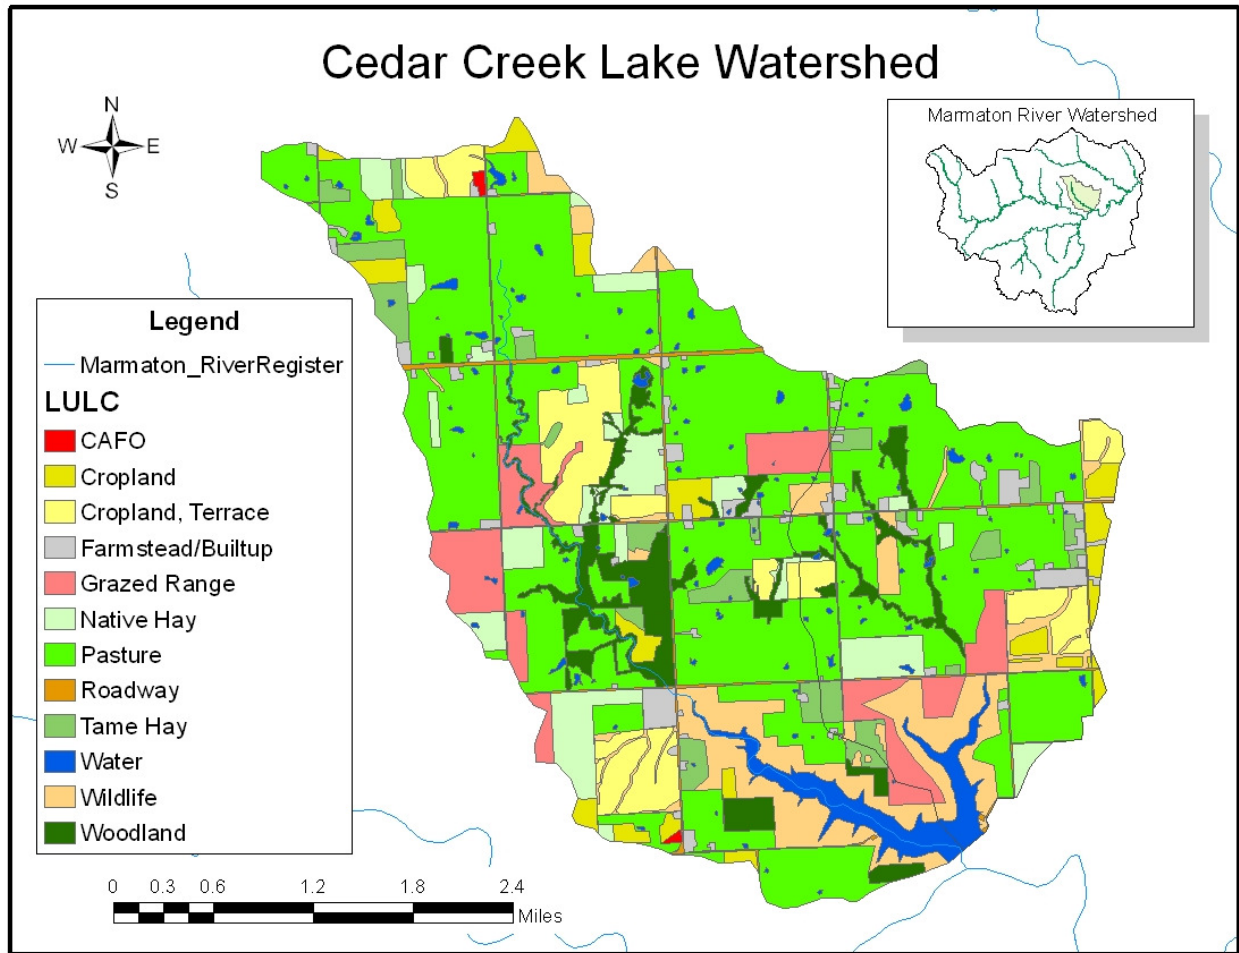 Cedar Creek Lake Watershed
N
W E
S
Marmaton River Watershed
Legend
Marmaton_RiverRegister
LULC
CAFO
Cropland
Cropland, Terrace
Farmstead/Builtup
Grazed Range
Native Hay
Pasture
Roadway
Tame Hay
Water
Wildlife
Woodland
0 0.3 0.6 1.2 1.8 2.4
Miles